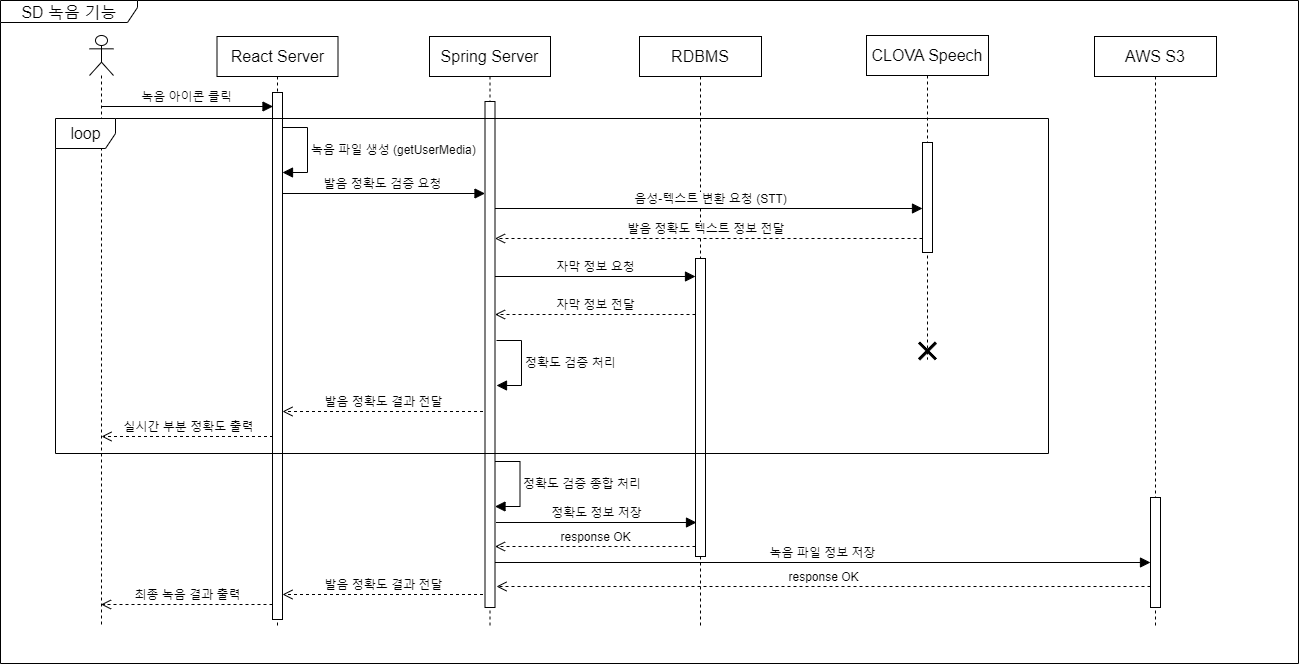 SD 녹음 기능
React Server
Spring Server
RDBMS
CLOVA Speech
AWS S3
녹음 아이콘 클릭
loop
녹음 파일 생성 (getUserMedia)
발음 정확도 검증 요청
음성-텍스트 변환 요청 (STT)
발음 정확도 텍스트 정보 전달
자막 정보 요청
자막 정보 전달
정확도 검증 처리
발음 정확도 결과 전달
실시간 부분 정확도 출력
정확도 검증 종합 처리
정확도 정보 저장
response OK
녹음 파일 정보 저장
response OK
발음 정확도 결과 전달
최종 녹음 결과 출력